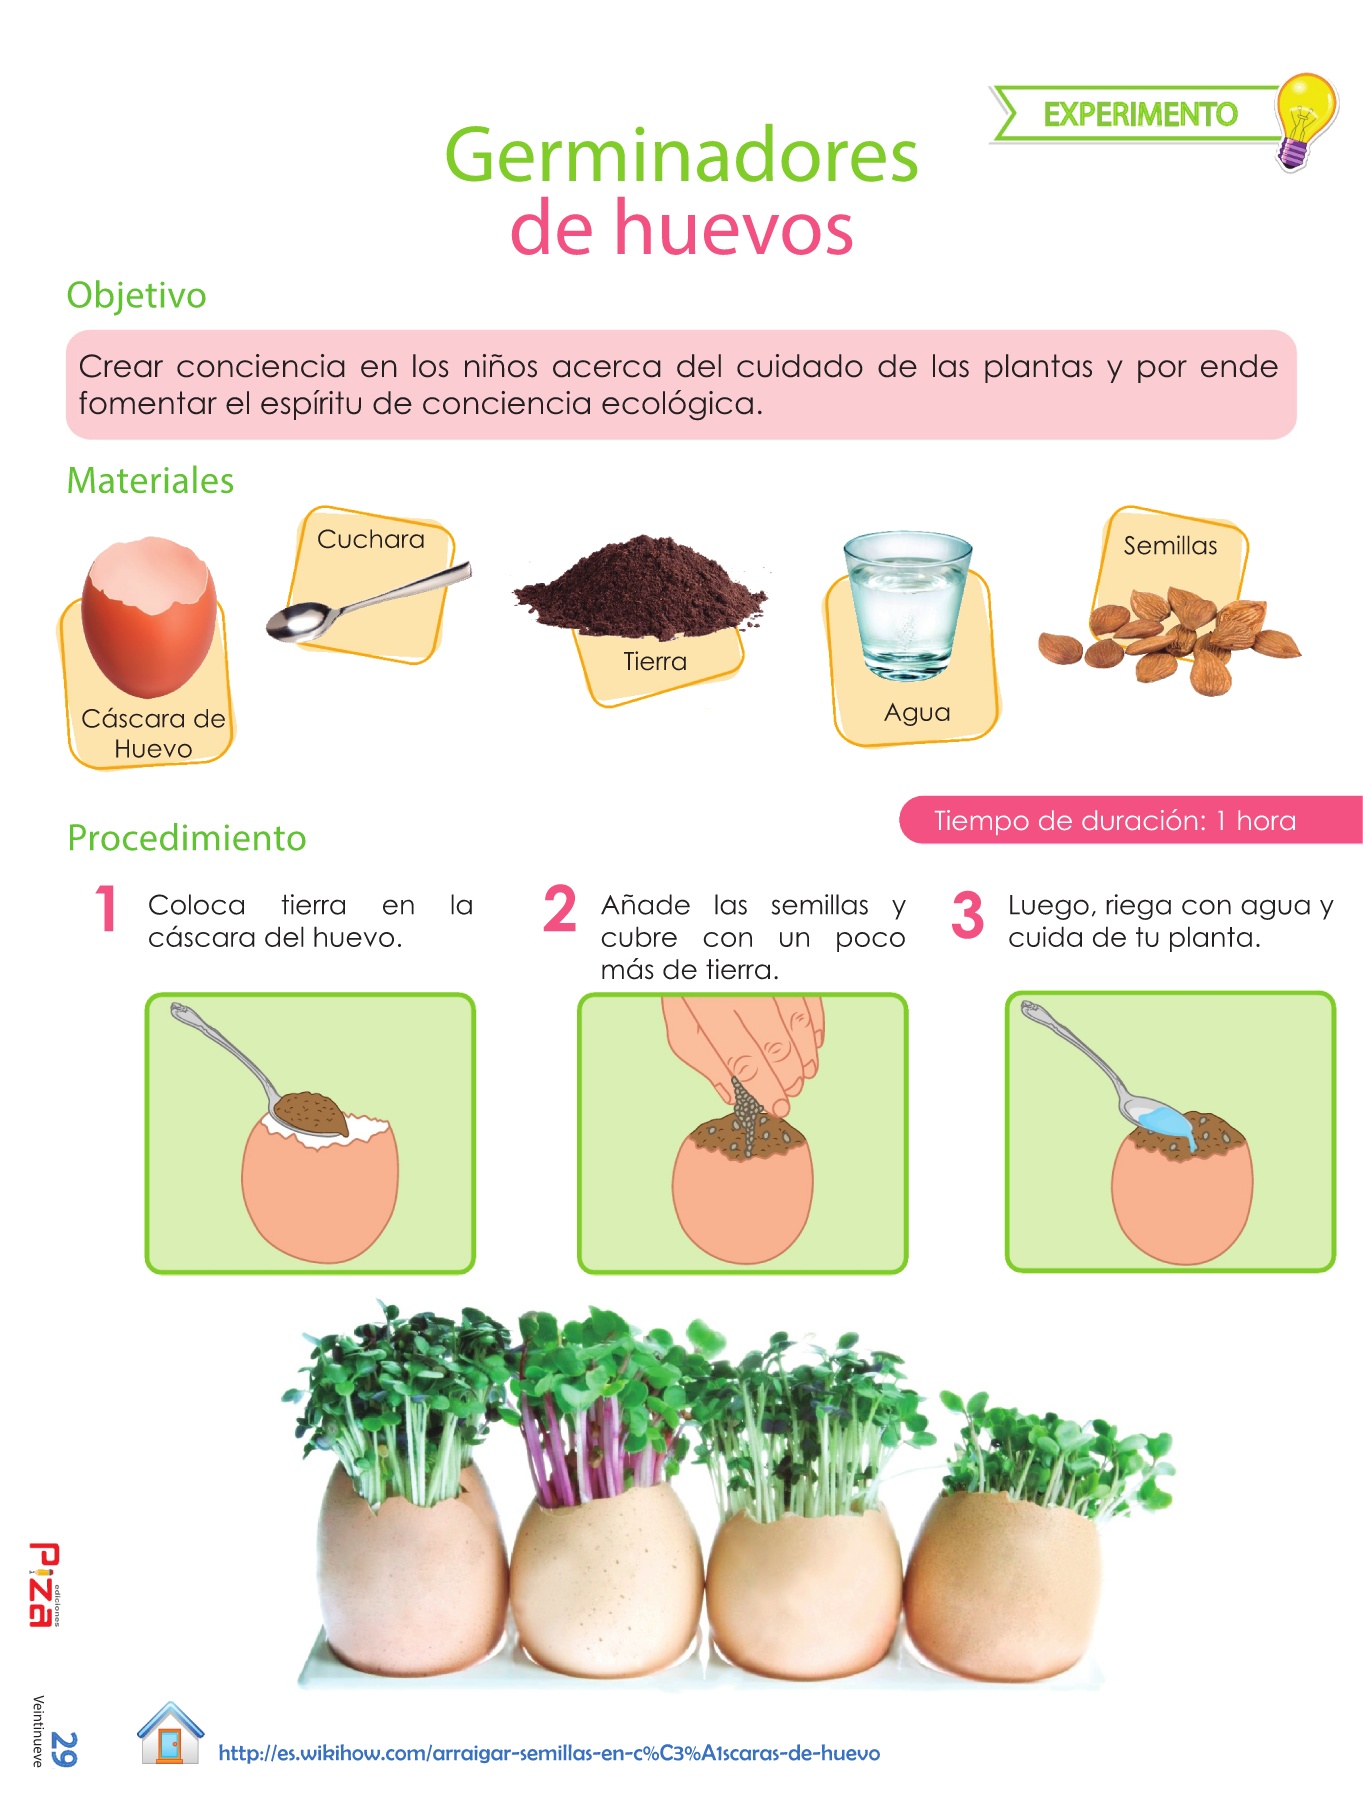 EXPERIMENTO
Germinadores
de huevos
Objetivo
Crear conciencia en los niños acerca del cuidado de las plantas y por ende
fomentar el espíritu de conciencia ecológica.
Materiales
Cáscara de
Huevo
Cuchara
Tierra
Agua
Semillas
Tiempo de duración: 1 hora
Procedimiento
1
Coloca tierra en la
cáscara del huevo.
2
Añade las semillas y
cubre con un poco
más de tierra.
3
Luego, riega con agua y
cuida de tu planta.
Piza
ediciones
Veintinueve
29
http://es.wikihow.com/arraigar-semillas-en-c%C3%A1scaras-de-huevo